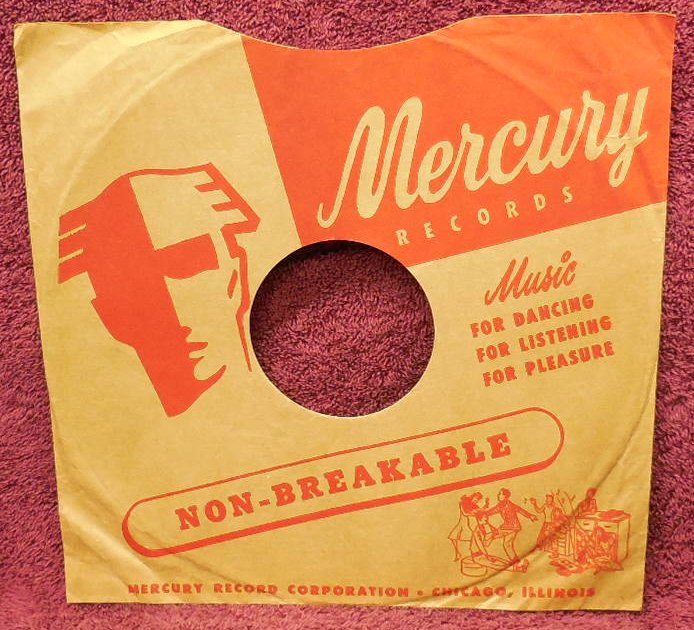 Mercury
RECORDS
Music
FOR DANCING
FOR LISTENING
FOR PLEASURE
NON-BREAKABLE
MERCURY RECORD CORPORATION • CHICAGO, ILLINOIS